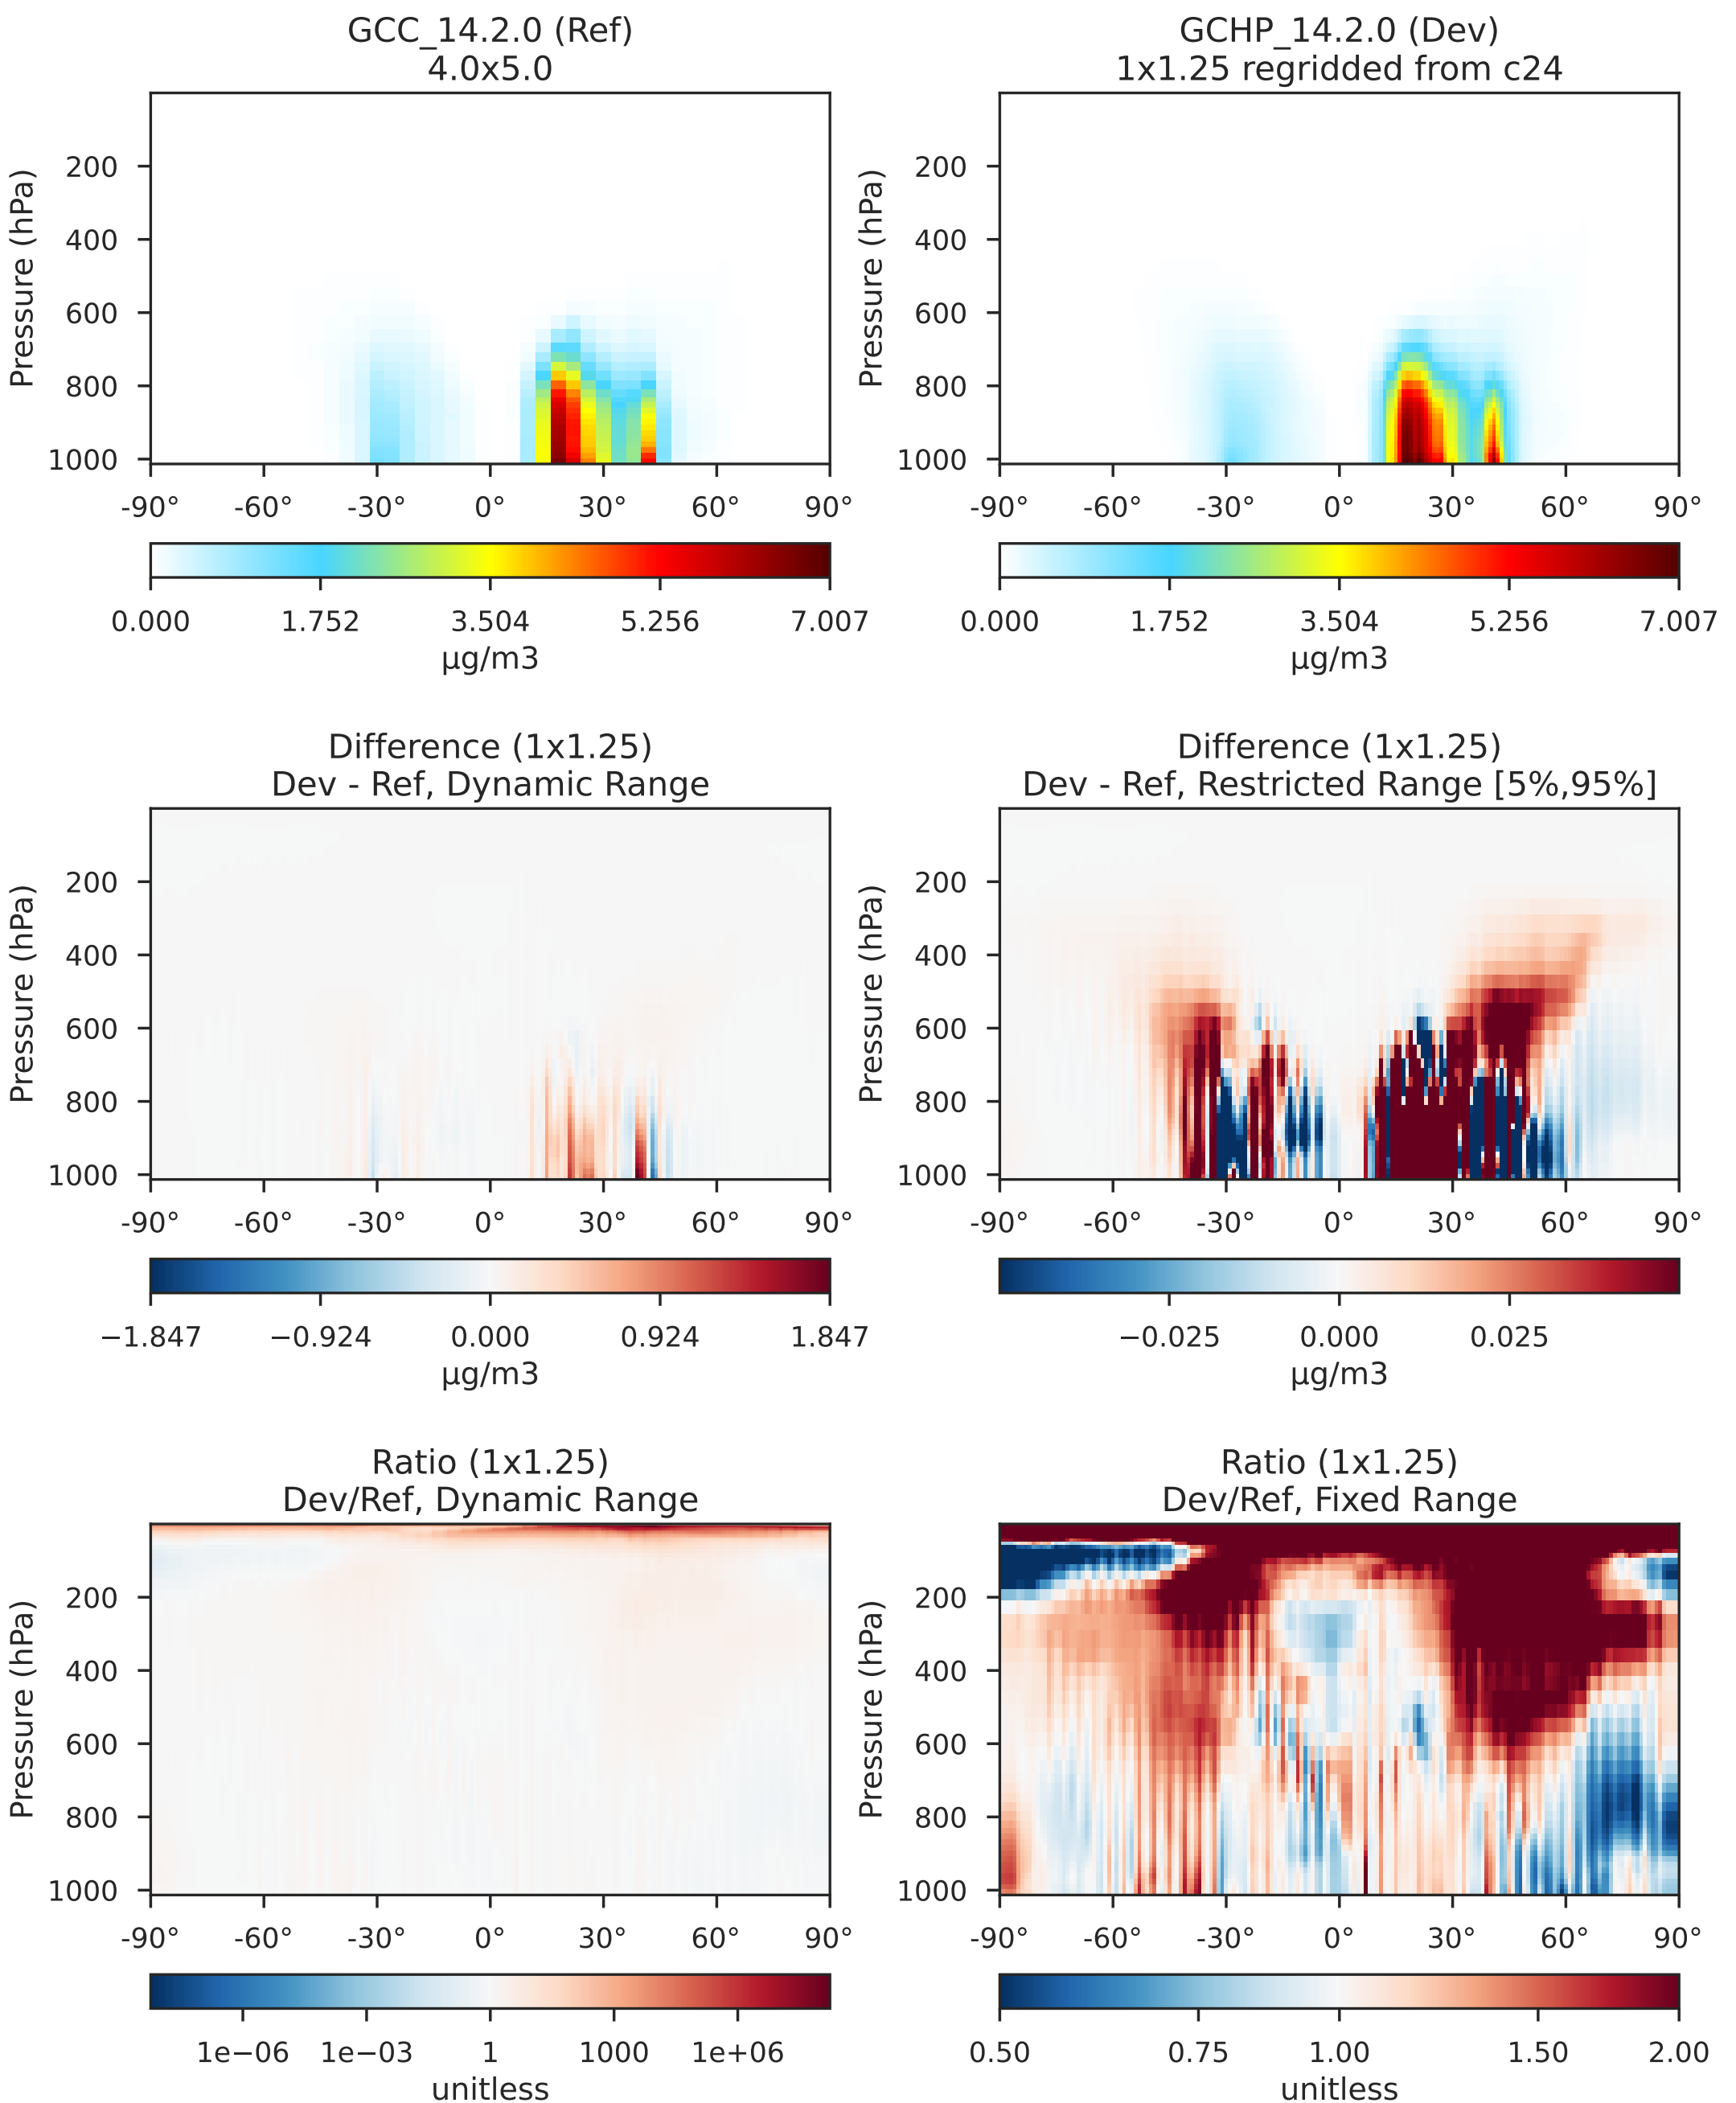 GCC_14.2.0 (Ref)
4.0x5.0
Pressure (hPa)
200
400
600
800
1000
-90° -60° -30° 0° 30° 60° 90°
0.000 1.752 3.504 5.256 7.007
μg/m3
GCHP_14.2.0 (Dev)
1x1.25 regridded from c24
Pressure (hPa)
200
400
600
800
1000
-90° -60° -30° 0° 30° 60° 90°
0.000 1.752 3.504 5.256 7.007
μg/m3
Difference (1x1.25)
Dev - Ref, Dynamic Range
Pressure (hPa)
200
400
600
800
1000
-90° -60° -30° 0° 30° 60° 90°
−1.847 −0.924 0.000 0.924 1.847
μg/m3
Difference (1x1.25)
Dev - Ref, Restricted Range [5%,95%]
Pressure (hPa)
200
400
600
800
1000
-90° -60° -30° 0° 30° 60° 90°
−0.025 0.000 0.025
μg/m3
Ratio (1x1.25)
Dev/Ref, Dynamic Range
Pressure (hPa)
200
400
600
800
1000
-90° -60° -30° 0° 30° 60° 90°
1e−06 1e−03 1 1000 1e+06
unitless
Ratio (1x1.25)
Dev/Ref, Fixed Range
Pressure (hPa)
200
400
600
800
1000
-90° -60° -30° 0° 30° 60° 90°
0.50 0.75 1.00 1.50 2.00
unitless